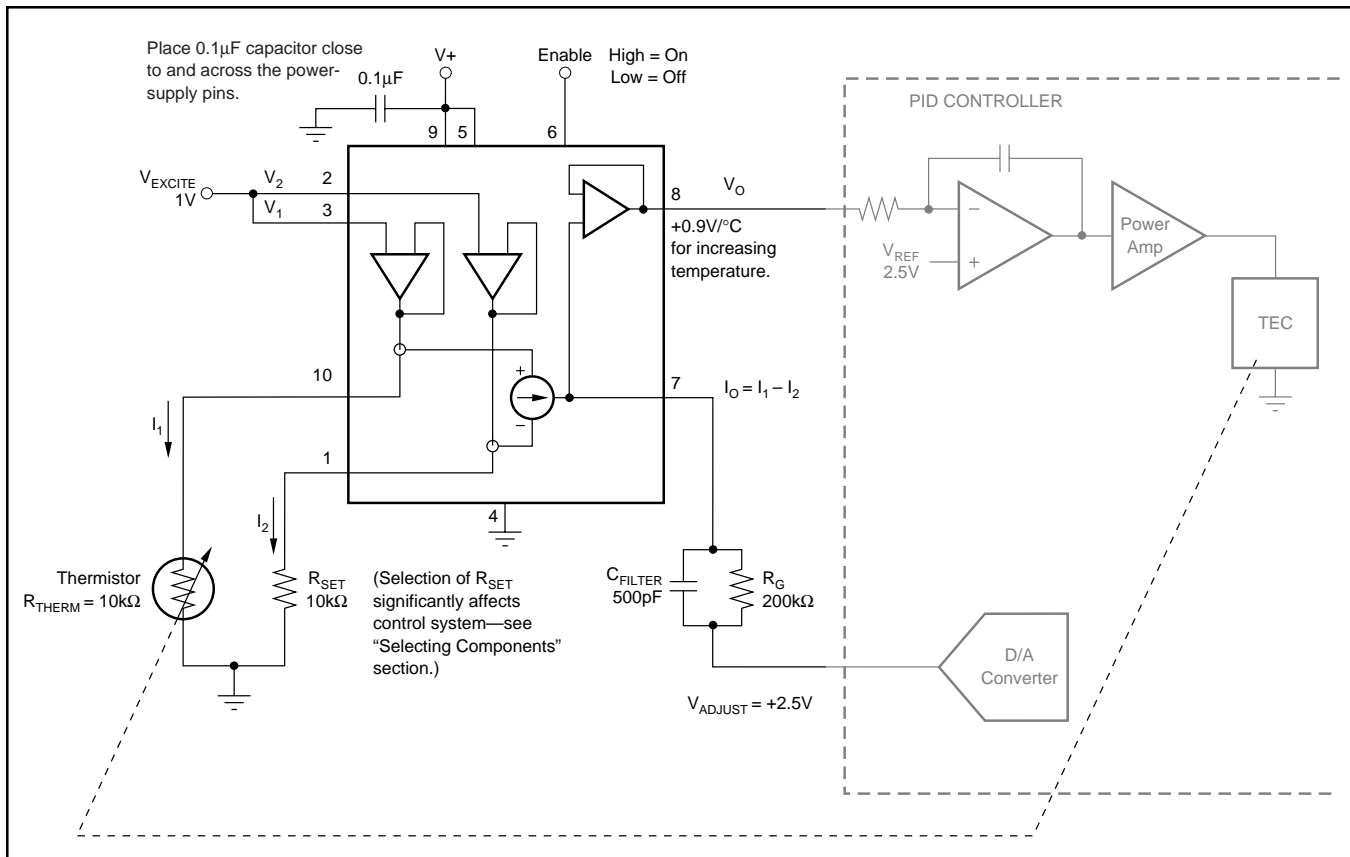 Place 0.1μF capacitor close
to and across the power-
supply pins.
0.1μF
V+
Enable
High = On
Low = Off
PID CONTROLLER
9
5
6
V_EXCITE
1V
V_2
2
V_1
3
8
V_O
+0.9V/°C
for increasing
temperature.
−
V_REF
2.5V
+
Power
Amp
TEC
10
+
−
7
I_O = I_1 – I_2
I_1
1
I_2
4
Thermistor
R_THERM = 10kΩ
R_SET
10kΩ
(Selection of R_SET
significantly affects
control system—see
“Selecting Components”
section.)
C_FILTER
500pF
R_G
200kΩ
D/A
Converter
V_ADJUST = +2.5V